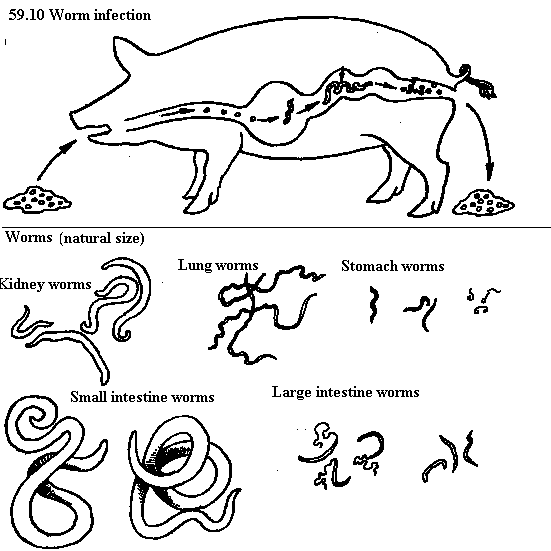 59.10 Worm infection
Worms (natural size)
Kidney worms
Lung worms
Stomach worms
Small intestine worms
Large intestine worms